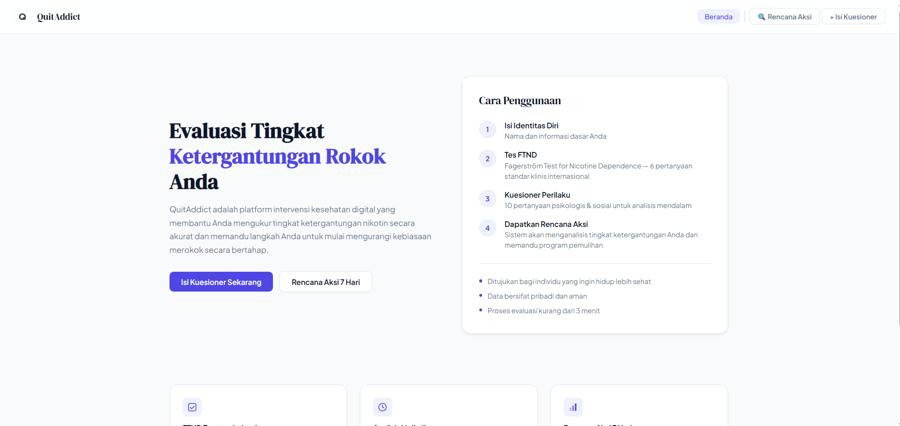 Q QuitAddict
Beranda
Rencana Aksi
+ Isi Kuesioner
Evaluasi Tingkat
Ketergantungan Rokok
Anda
QuitAddict adalah platform intervensi kesehatan digital yang
membantu Anda mengukur tingkat ketergantungan nikotin secara
akurat dan memandu langkah Anda untuk mulai mengurangi kebiasaan
merokok secara bertahap.
Isi Kuesioner Sekarang
Rencana Aksi 7 Hari
Cara Penggunaan
1 Isi Identitas Diri
Nama dan informasi dasar Anda
2 Tes FTND
Fagerström Test for Nicotine Dependence — 6 pertanyaan
standar klinis internasional
3 Kuesioner Perilaku
10 pertanyaan psikologis & sosial untuk analisis mendalam
4 Dapatkan Rencana Aksi
Sistem akan menganalisis tingkat ketergantungan Anda dan
memandu program pemulihan
Ditujukan bagi individu yang ingin hidup lebih sehat
Data bersifat pribadi dan aman
Proses evaluasi kurang dari 3 menit